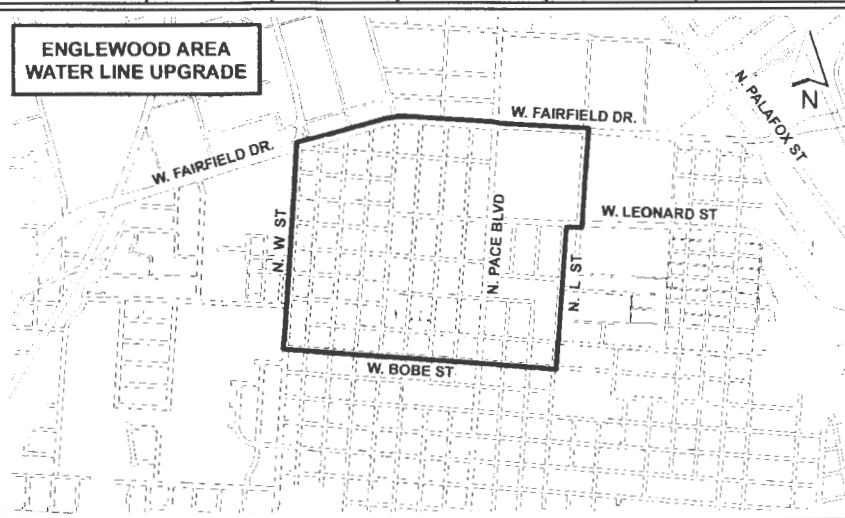 ENGLEWOOD AREA
WATER LINE UPGRADE
N
N. PALAFOX ST
W. FAIRFIELD DR.
W. FAIRFIELD DR.
W. LEONARD ST
N. PACE BLVD
N. W ST
N. L ST
W. BOBE ST